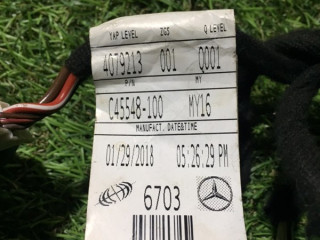 YAP LEVEL ZGS Q LEVEL
4079213 001 Q001
P/N MY
C45548-100 MY16
MANUFACT. DATE&TIME
01/29/2018 05:26:29 PM
6703